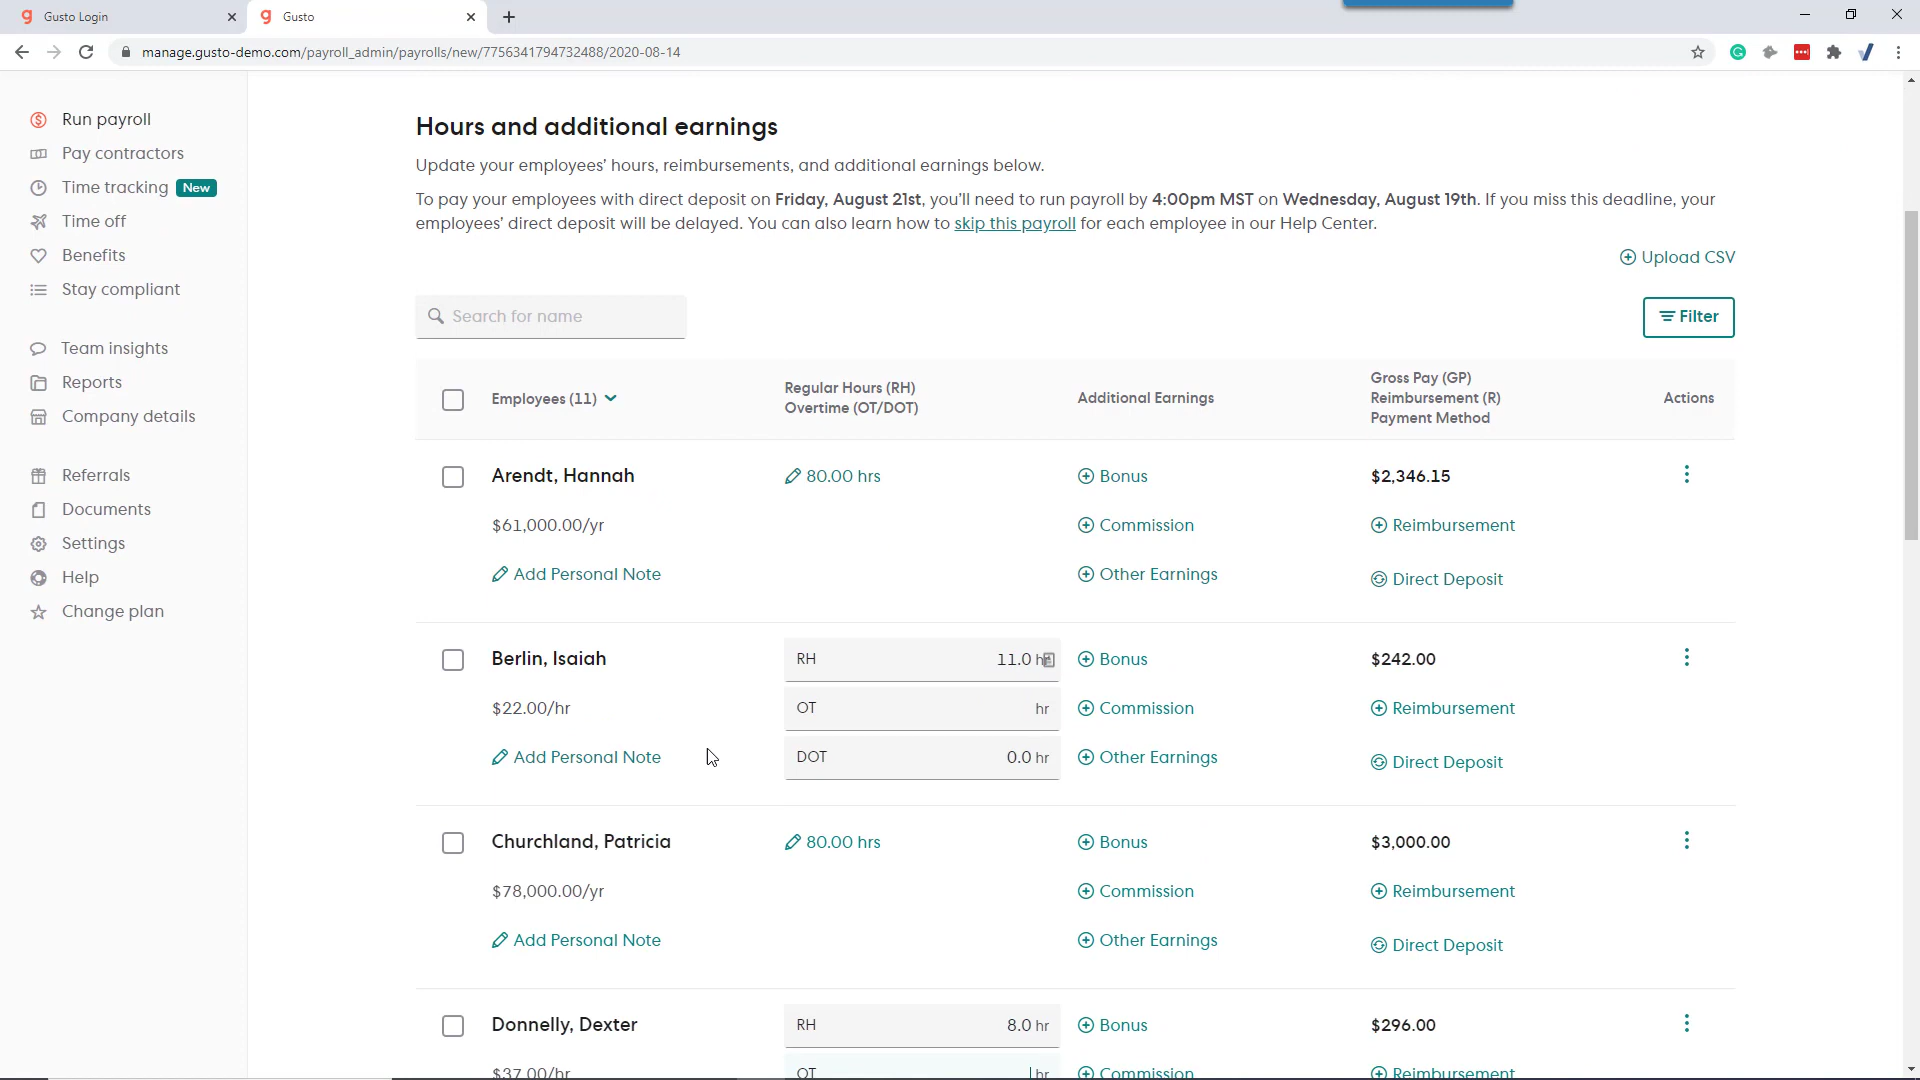 Gusto Login
Gusto
manage.gusto-demo.com/payroll_admin/payrolls/new/7756341794732488/2020-08-14
Run payroll
Pay contractors
Time tracking New
Time off
Benefits
Stay compliant
Team insights
Reports
Company details
Referrals
Documents
Settings
Help
Change plan
Hours and additional earnings
Update your employees’ hours, reimbursements, and additional earnings below.
To pay your employees with direct deposit on Friday, August 21st, you’ll need to run payroll by 4:00pm MST on Wednesday, August 19th. If you miss this deadline, your
employees’ direct deposit will be delayed. You can also learn how to skip this payroll for each employee in our Help Center.
Upload CSV
Search for name
Filter
Employees (11)
Regular Hours (RH)
Overtime (OT/DOT)
Additional Earnings
Gross Pay (GP)
Reimbursement (R)
Payment Method
Actions
Arendt, Hannah 80.00 hrs Bonus $2,346.15
$61,000.00/yr Commission Reimbursement
Add Personal Note Other Earnings Direct Deposit
Berlin, Isaiah RH 11.0 Bonus $242.00
$22.00/hr OT hr Commission Reimbursement
Add Personal Note DOT 0.0 hr Other Earnings Direct Deposit
Churchland, Patricia 80.00 hrs Bonus $3,000.00
$78,000.00/yr Commission Reimbursement
Add Personal Note Other Earnings Direct Deposit
Donnelly, Dexter RH 8.0 hr Bonus $296.00
$37.00/hr OT hr Commission Reimbursement